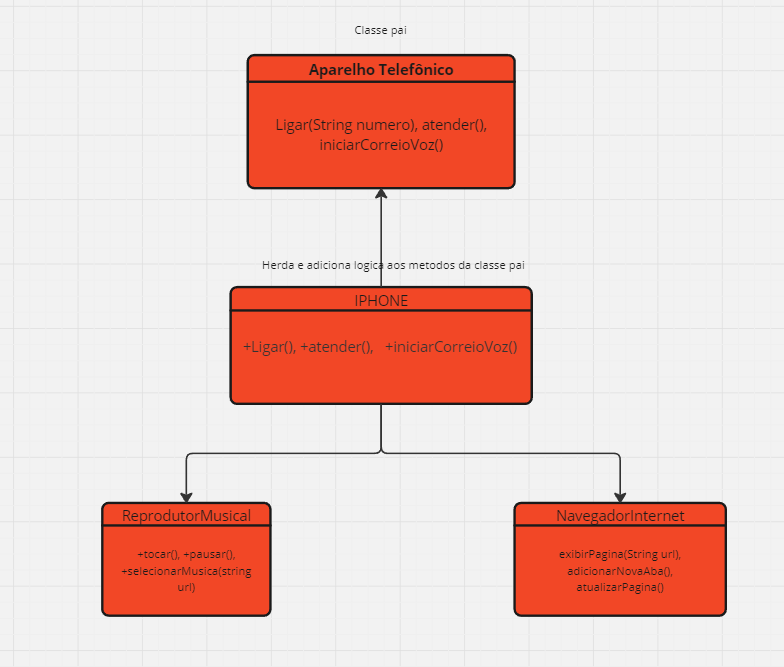 Classe pai
Aparelho Telefônico
Ligar(String numero), atender(),
iniciarCorreioVoz()
Herda e adiciona logica aos metodos da classe pai
IPHONE
+Ligar(), +atender(), +iniciarCorreioVoz()
ReprodutorMusical
+tocar(), +pausar(),
+selecionarMusica(string
url)
NavegadorInternet
exibirPagina(String url),
adicionarNovaAba(),
atualizarPagina()